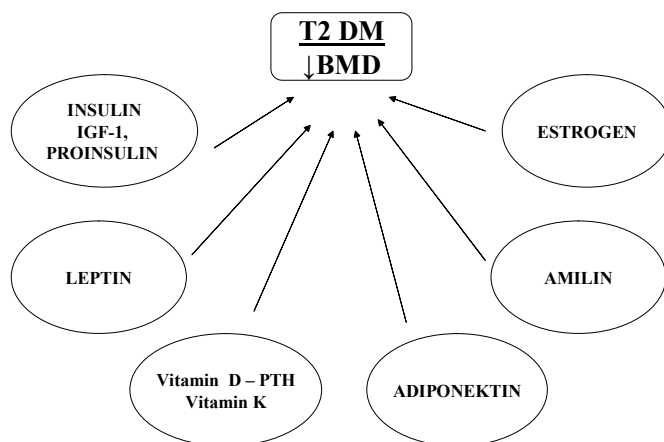 T2 DM
↓BMD
INSULIN
IGF-1,
PROINSULIN
ESTROGEN
LEPTIN
AMILIN
Vitamin D – PTH
Vitamin K
ADIPONEKTIN